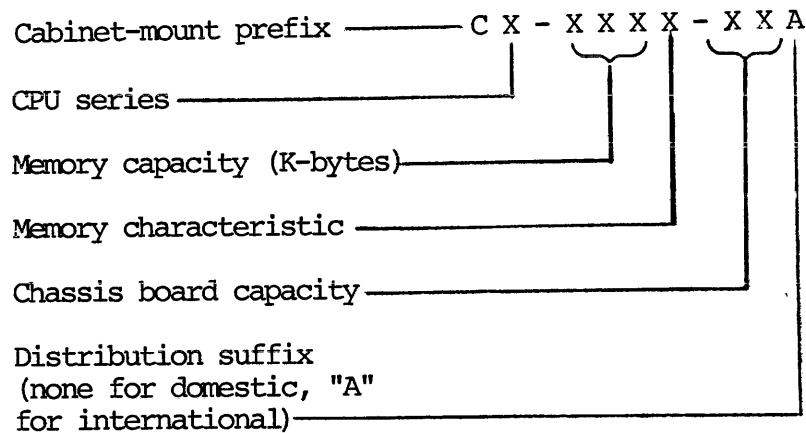 Cabinet-mount prefix C X - X X X X - X X A
CPU series
Memory capacity (K-bytes)
Memory characteristic
Chassis board capacity
Distribution suffix
(none for domestic, "A"
for international)